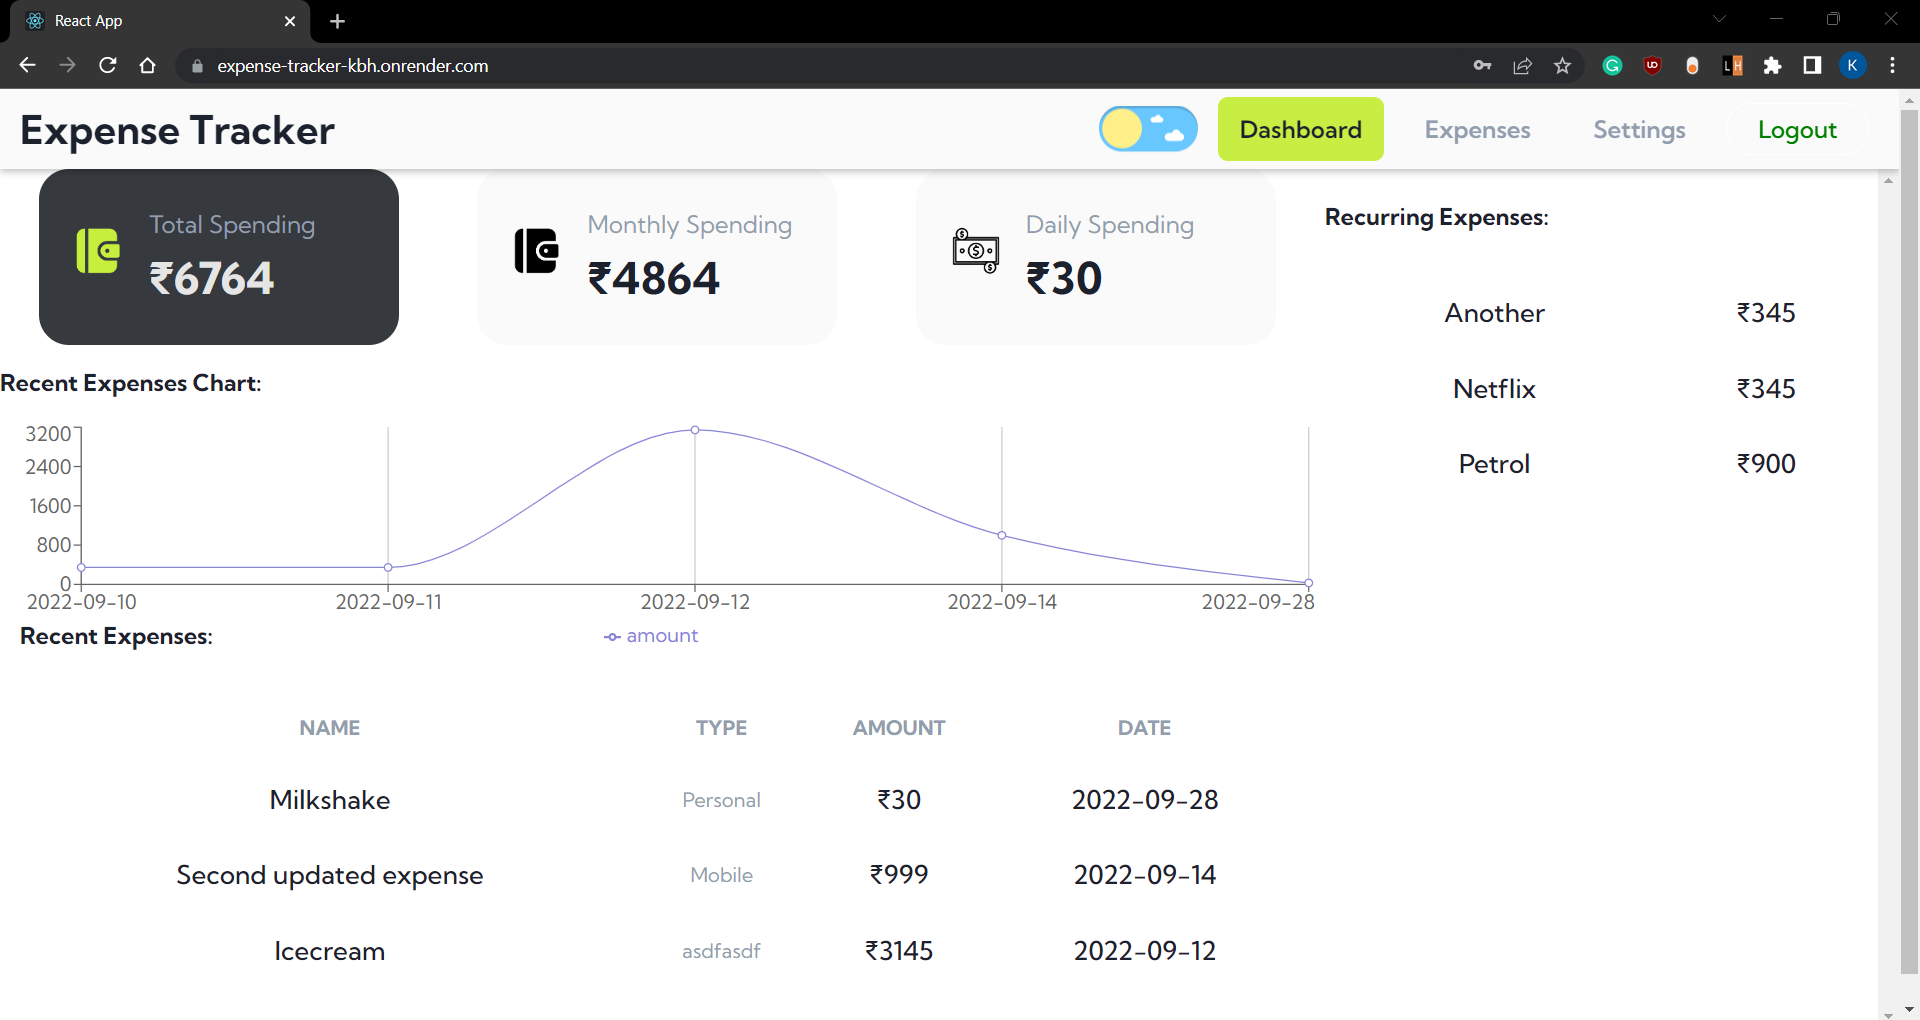 React App
expense-tracker-kbh.onrender.com
K
Expense Tracker
Dashboard
Expenses
Settings
Logout
Total Spending
₹6764
Monthly Spending
₹4864
Daily Spending
₹30
Recurring Expenses:
Another ₹345
Netflix ₹345
Petrol ₹900
Recent Expenses Chart:
3200
2400
1600
800
0
2022-09-10 2022-09-11 2022-09-12 2022-09-14 2022-09-28
amount
Recent Expenses:
NAME TYPE AMOUNT DATE
Milkshake Personal ₹30 2022-09-28
Second updated expense Mobile ₹999 2022-09-14
Icecream asdfasdf ₹3145 2022-09-12